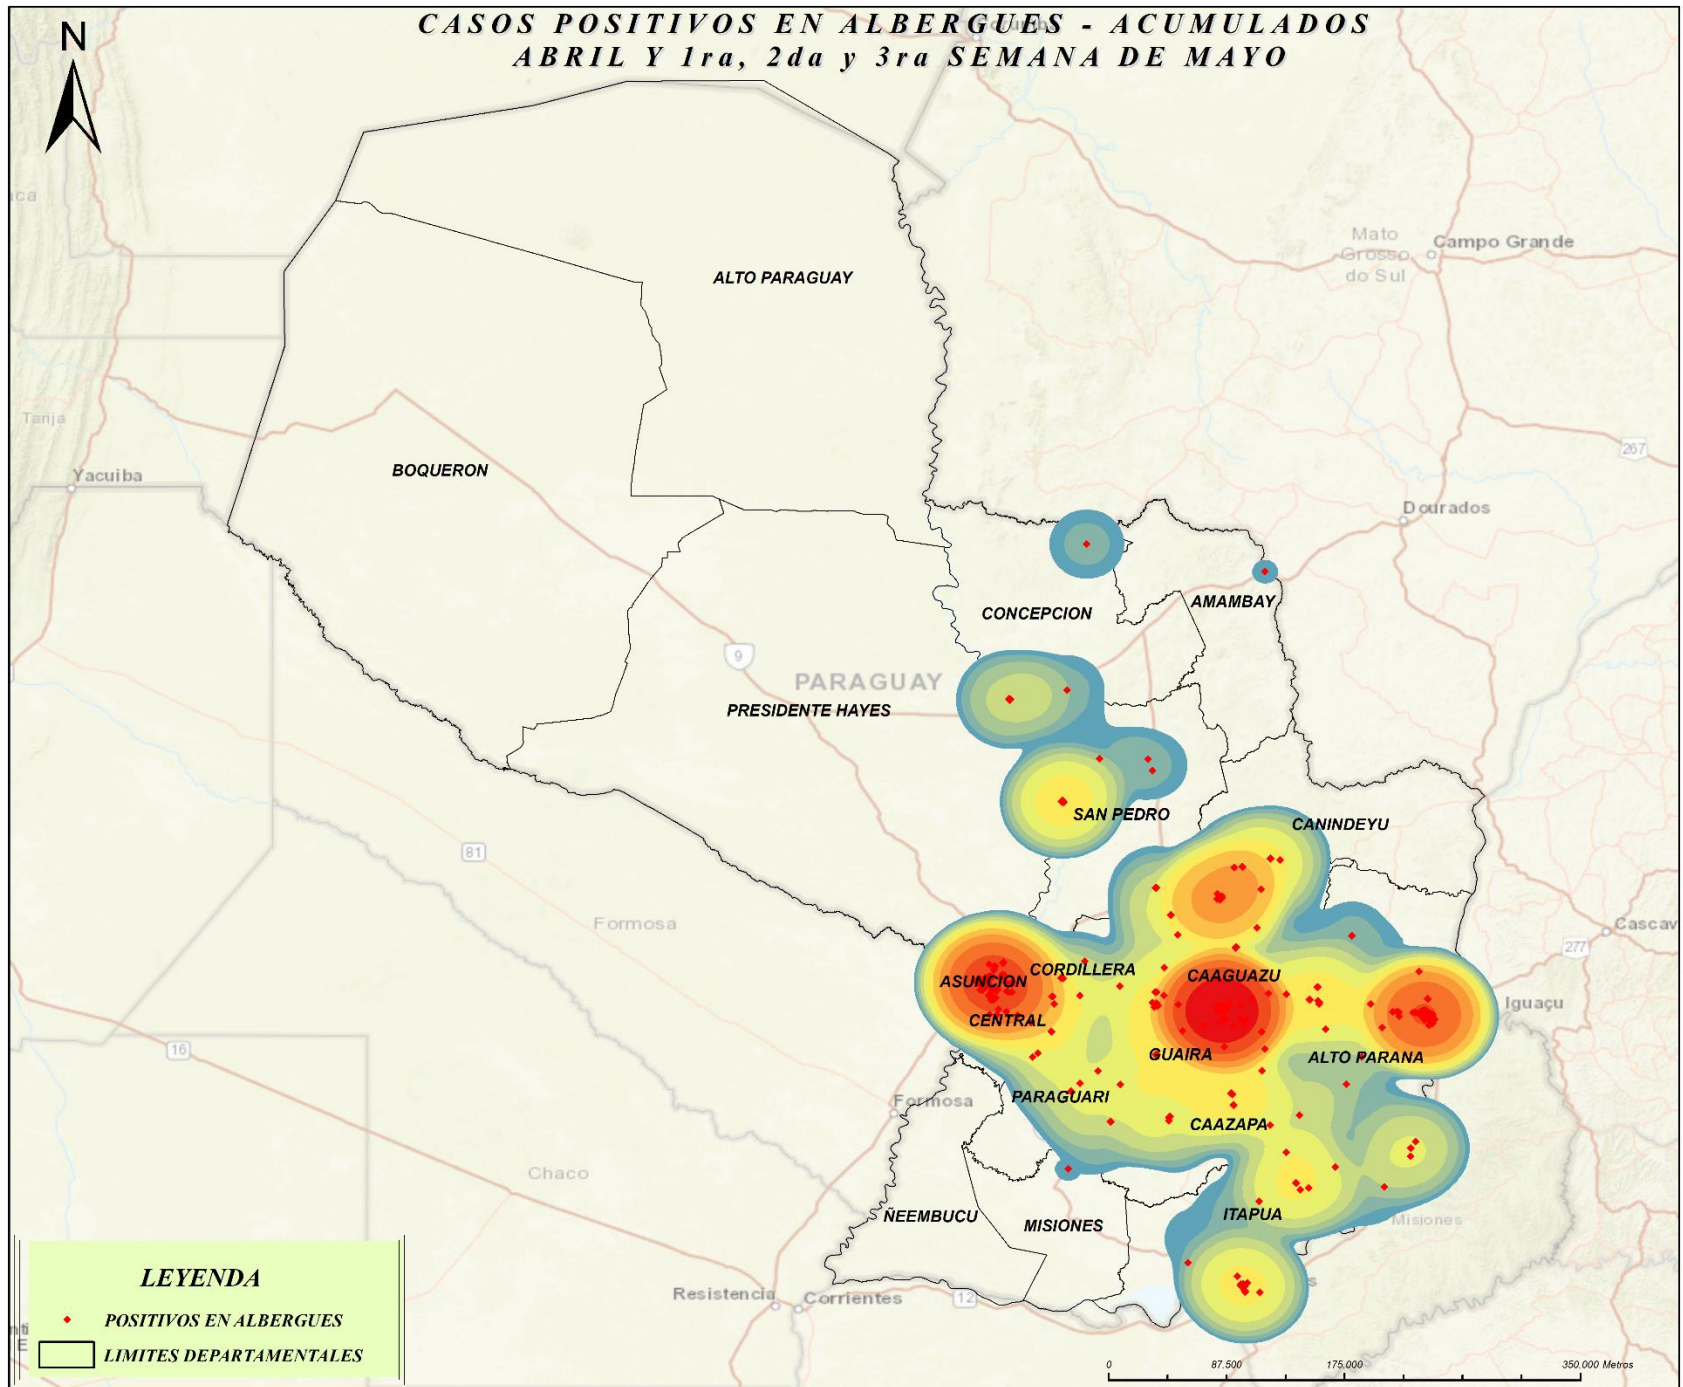 CASOS POSITIVOS EN ALBERGUES - ACUMULADOS
ABRIL Y 1ra, 2da y 3ra SEMANA DE MAYO
N
Mato
Grosso
do Sul
Campo Grande
ALTO PARAGUAY
Tarija
267
BOQUERON
Yacuiba
Dourados
AMAMBAY
CONCEPCION
9
PARAGUAY
PRESIDENTE HAYES
SAN PEDRO
CANINDEYU
81
Formosa
Cascav
277
CORDILLERA
CAAGUAZU
ASUNCION
Iguaçu
CENTRAL
16
GUAIRA
ALTO PARANA
PARAGUARI
Formosa
CAAZAPA
Chaco
ÑEEMBUCU
MISIONES
ITAPUA
Misiones
LEYENDA
POSITIVOS EN ALBERGUES
LIMITES DEPARTAMENTALES
Resistencia
Corrientes
12
0 87.500 175.000 350.000 Metros